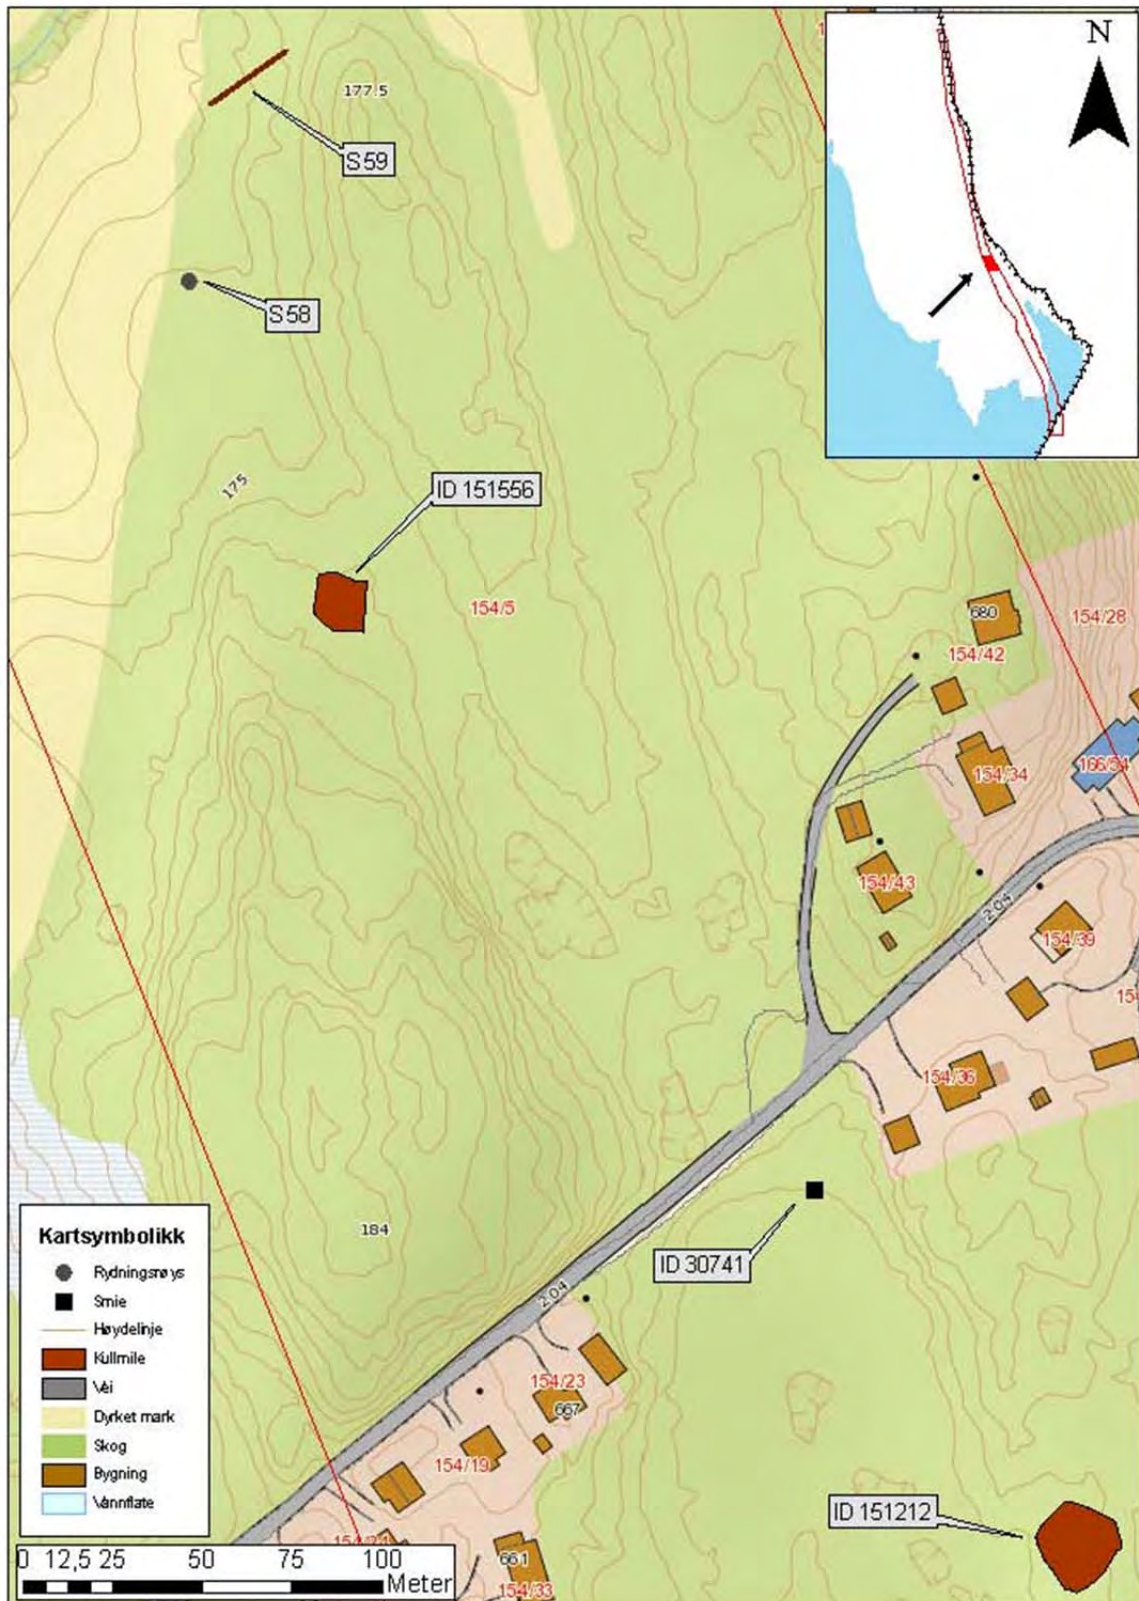 N
177.5
S59
S58
175
ID 151556
154/5
680
154/42
154/28
154/34
166/54
154/43
204
154/39
154/36
184
ID 30741
204
154/23
667
154/19
ID 151212
661
154/33
Kartsymbolikk
Rydningsrøys
Smie
Høydelinje
Kullmile
Vei
Dyrket mark
Skog
Bygning
Vannflate
0 12,5 25 50 75 100
Meter